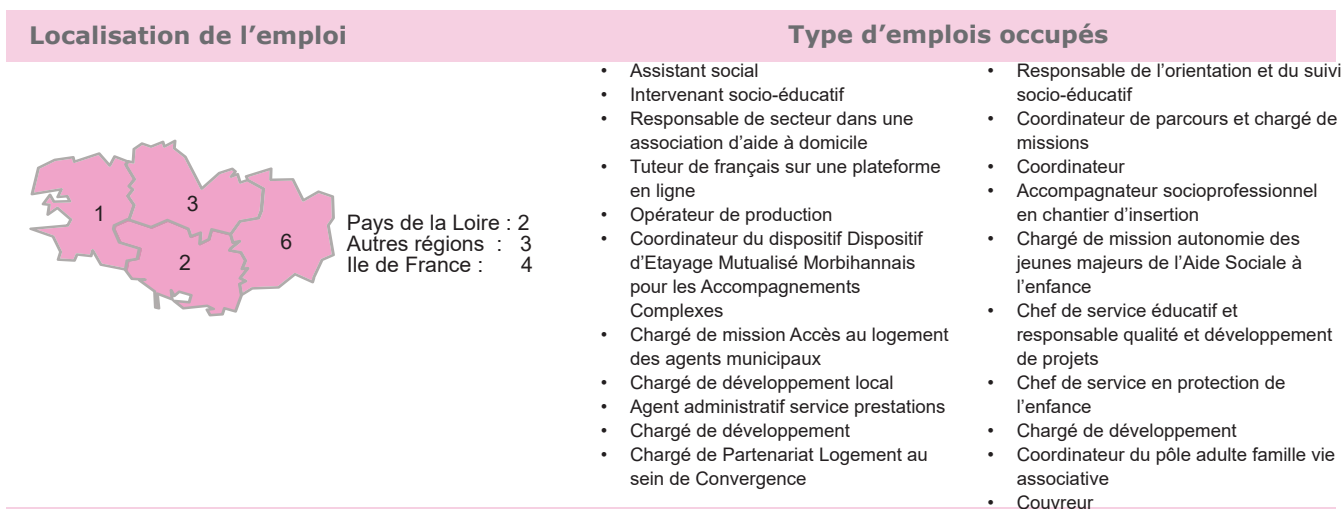 Localisation de l’emploi
Type d’emplois occupés
1
3
2
6
Pays de la Loire : 2
Autres régions : 3
Ile de France : 4
• Assistant social
• Intervenant socio-éducatif
• Responsable de secteur dans une
association d’aide à domicile
• Tuteur de français sur une plateforme
en ligne
• Opérateur de production
• Coordinateur du dispositif Dispositif
d’Etayage Mutualisé Morbihannais
pour les Accompagnements
Complexes
• Chargé de mission Accès au logement
des agents municipaux
• Chargé de développement local
• Agent administratif service prestations
• Chargé de développement
• Chargé de Partenariat Logement au
sein de Convergence
• Responsable de l’orientation et du suivi
socio-éducatif
• Coordinateur de parcours et chargé de
missions
• Coordinateur
• Accompagnateur socioprofessionnel
en chantier d’insertion
• Chargé de mission autonomie des
jeunes majeurs de l’Aide Sociale à
l’enfance
• Chef de service éducatif et
responsable qualité et développement
de projets
• Chef de service en protection de
l’enfance
• Chargé de développement
• Coordinateur du pôle adulte famille vie
associative
• Couvreur